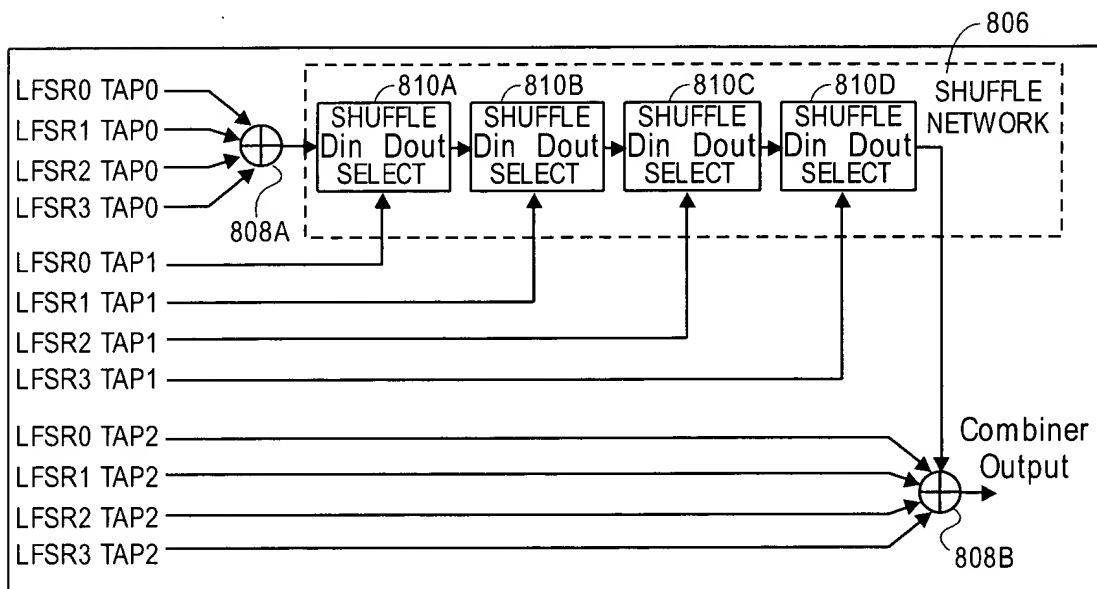 806
810A
810B
810C
810D
SHUFFLE
NETWORK
LFSR0 TAP0
LFSR1 TAP0
LFSR2 TAP0
LFSR3 TAP0
808A
SHUFFLE
Din Dout
SELECT
SHUFFLE
Din Dout
SELECT
SHUFFLE
Din Dout
SELECT
SHUFFLE
Din Dout
SELECT
LFSR0 TAP1
LFSR1 TAP1
LFSR2 TAP1
LFSR3 TAP1
LFSR0 TAP2
LFSR1 TAP2
LFSR2 TAP2
LFSR3 TAP2
Combiner
Output
808B